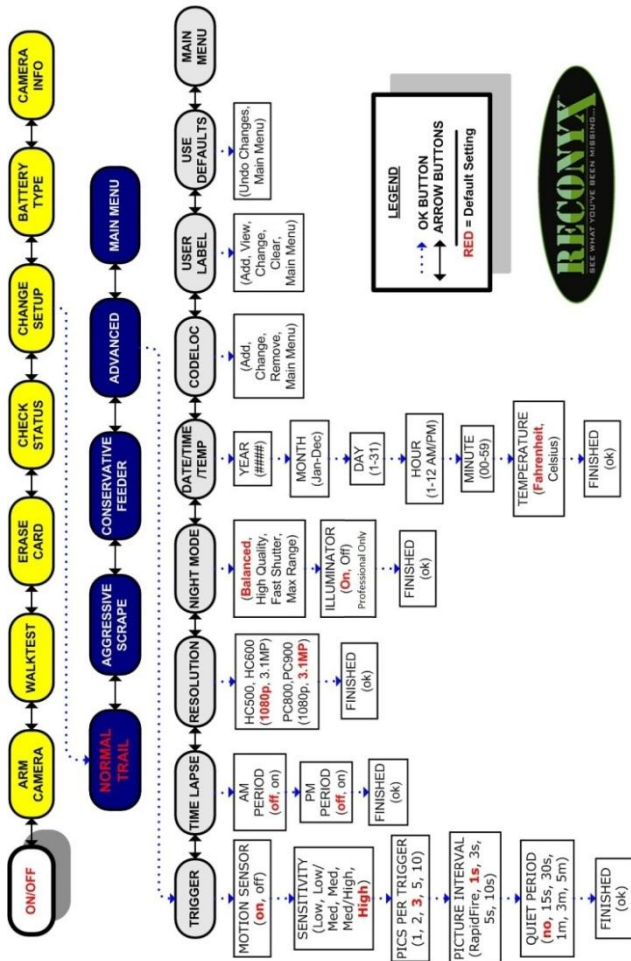 ON/OFF
ARM
CAMERA
WALKTEST
ERASE
CARD
CHECK
STATUS
CHANGE
SETUP
BATTERY
TYPE
CAMERA
INFO
NORMAL
TRAIL
AGGRESSIVE
SCRAPE
CONSERVATIVE
FEEDER
ADVANCED
MAIN MENU
TRIGGER
TIME LAPSE
RESOLUTION
NIGHT MODE
DATE/TIME
/TEMP
CODELOC
USER
LABEL
USE
DEFAULTS
MAIN
MENU
MOTION SENSOR
(on, off)
SENSITIVITY
(Low, Low/
Med, Med,
Med/High,
High)
PICS PER TRIGGER
(1, 2, 3, 5, 10)
PICTURE INTERVAL
(RapidFire, 1s, 3s,
5s, 10s)
QUIET PERIOD
(no, 15s, 30s,
1m, 3m, 5m)
FINISHED
(ok)
AM
PERIOD
(off, on)
PM
PERIOD
(off, on)
FINISHED
(ok)
HC500, HC600
(1080p, 3.1MP)
PC800,PC900
(1080p, 3.1MP)
FINISHED
(ok)
(Balanced,
High Quality,
Fast Shutter,
Max Range)
ILLUMINATOR
(On, Off)
Professional Only
FINISHED
(ok)
YEAR
(####)
MONTH
(Jan-Dec)
DAY
(1-31)
HOUR
(1-12 AM/PM)
MINUTE
(00-59)
TEMPERATURE
(Fahrenheit,
Celsius)
FINISHED
(ok)
(Add,
Change,
Remove,
Main Menu)
(Add, View,
Change,
Clear,
Main Menu)
(Undo Changes,
Main Menu)
LEGEND
OK BUTTON
ARROW BUTTONS
RED = Default Setting
RECONYX
SEE WHAT YOU'VE BEEN MISSING...